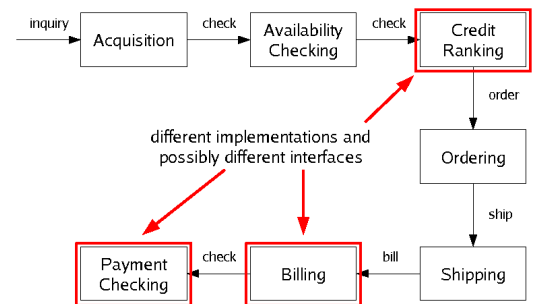 inquiry
check
check
Acquisition
Availability
Checking
Credit
Ranking
order
different implementations and
possibly different interfaces
Ordering
ship
Payment
Checking
check
Billing
bill
Shipping